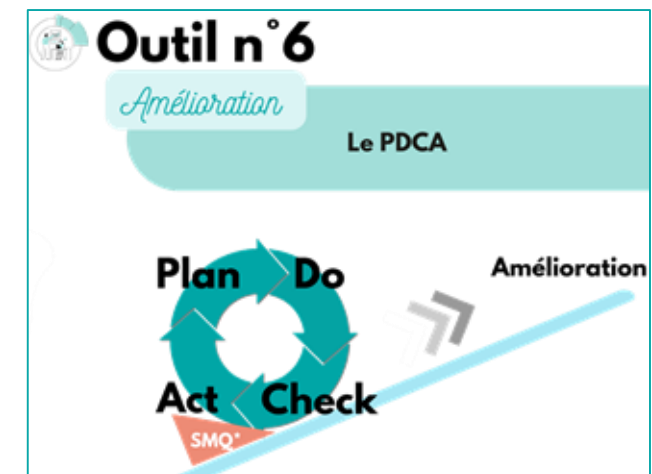 Outil n°6
Amélioration
Le PDCA
Plan Do
Amélioration
Act Check
SMQ*